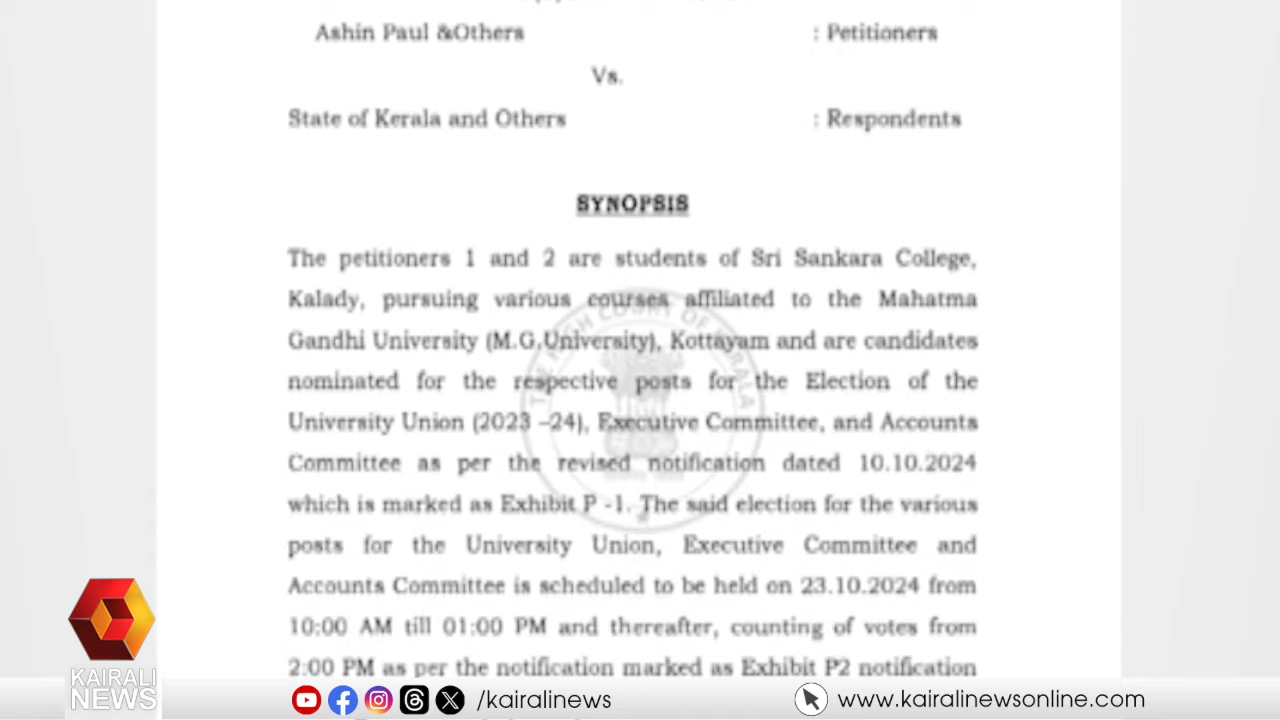 Ashin Paul &Others : Petitioners
Vs.
State of Kerala and Others : Respondents
SYNOPSIS
The petitioners 1 and 2 are students of Sri Sankara College,
Kalady, pursuing various courses affiliated to the Mahatma
Gandhi University (M.G.University), Kottayam and are candidates
nominated for the respective posts for the Election of the
University Union (2023 –24), Executive Committee, and Accounts
Committee as per the revised notification dated 10.10.2024
which is marked as Exhibit P -1. The said election for the various
posts for the University Union, Executive Committee and
Accounts Committee is scheduled to be held on 23.10.2024 from
10:00 AM till 01:00 PM and thereafter, counting of votes from
2:00 PM as per the notification marked as Exhibit P2 notification
THE HIGH COURT OF KERALA
KAIRALI
NEWS
/kairalinews
www.kairalinewsonline.com